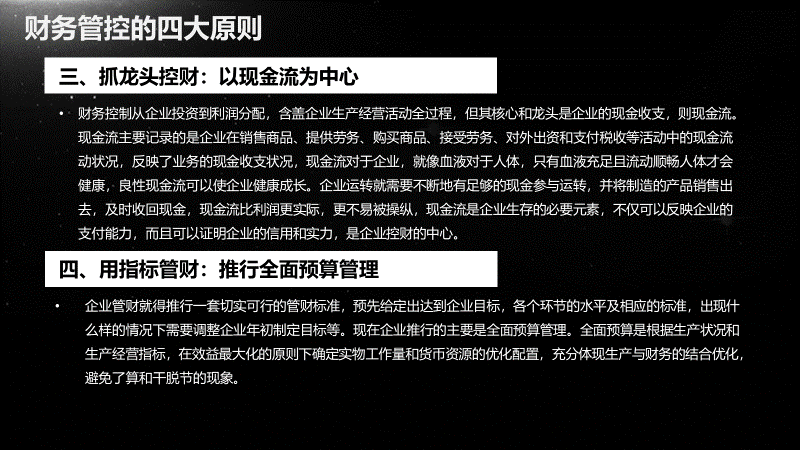 财务管控的四大原则
三、抓龙头控财：以现金流为中心
• 财务控制从企业投资到利润分配，含盖企业生产经营活动全过程，但其核心和龙头是企业的现金收支，则现金流。
现金流主要记录的是企业在销售商品、提供劳务、购买商品、接受劳务、对外出资和支付税收等活动中的现金流
动状况，反映了业务的现金收支状况，现金流对于企业，就像血液对于人体，只有血液充足且流动顺畅人体才会
健康，良性现金流可以使企业健康成长。企业运转就需要不断地有足够的现金参与运转，并将制造的产品销售出
去，及时收回现金，现金流比利润更实际，更不易被操纵，现金流是企业生存的必要元素，不仅可以反映企业的
支付能力，而且可以证明企业的信用和实力，是企业控财的中心。
四、用指标管财：推行全面预算管理
• 企业管财就得推行一套切实可行的管财标准，预先给定出达到企业目标，各个环节的水平及相应的标准，出现什
么样的情况下需要调整企业年初制定目标等。现在企业推行的主要是全面预算管理。全面预算是根据生产状况和
生产经营指标，在效益最大化的原则下确定实物工作量和货币资源的优化配置，充分体现生产与财务的结合优化，
避免了算和干脱节的现象。